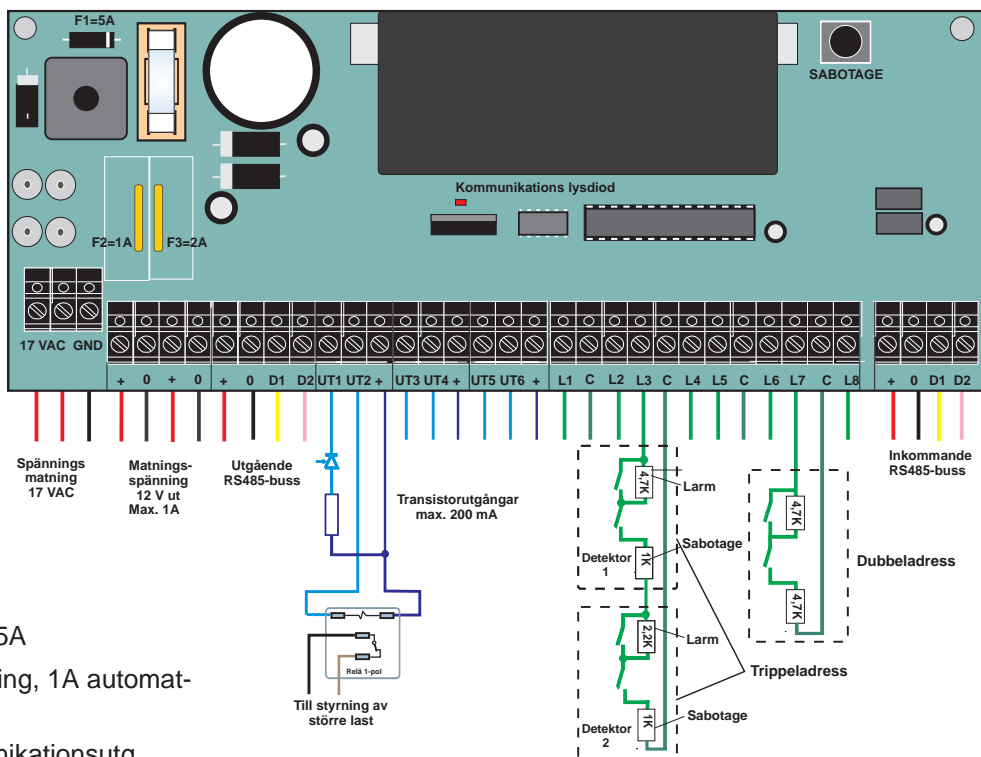 F1=5A
SABOTAGE
Kommunikations lysdiod
F2=1A
F3=2A
17 VAC GND
+ 0 + 0 + 0 D1 D2 UT1 UT2 + UT3 UT4 + UT5 UT6 + L1 C L2 L3 C L4 L5 C L6 L7 C L8 + 0 D1 D2
Spännings
matning
17 VAC
Matnings-
spänning
12 V ut
Max. 1A
Utgående
RS485-buss
Transistorutgångar
max. 200 mA
Inkommande
RS485-buss
4,7K
Larm
Sabotage
1K
Detektor
1
2,2K
Larm
Sabotage
1K
Detektor
2
Trippeladress
4,7K
4,7K
Dubbeladress
Relä 1-pol
Till styrning av
större last
5A
ing, 1A automat-
nikationsutg